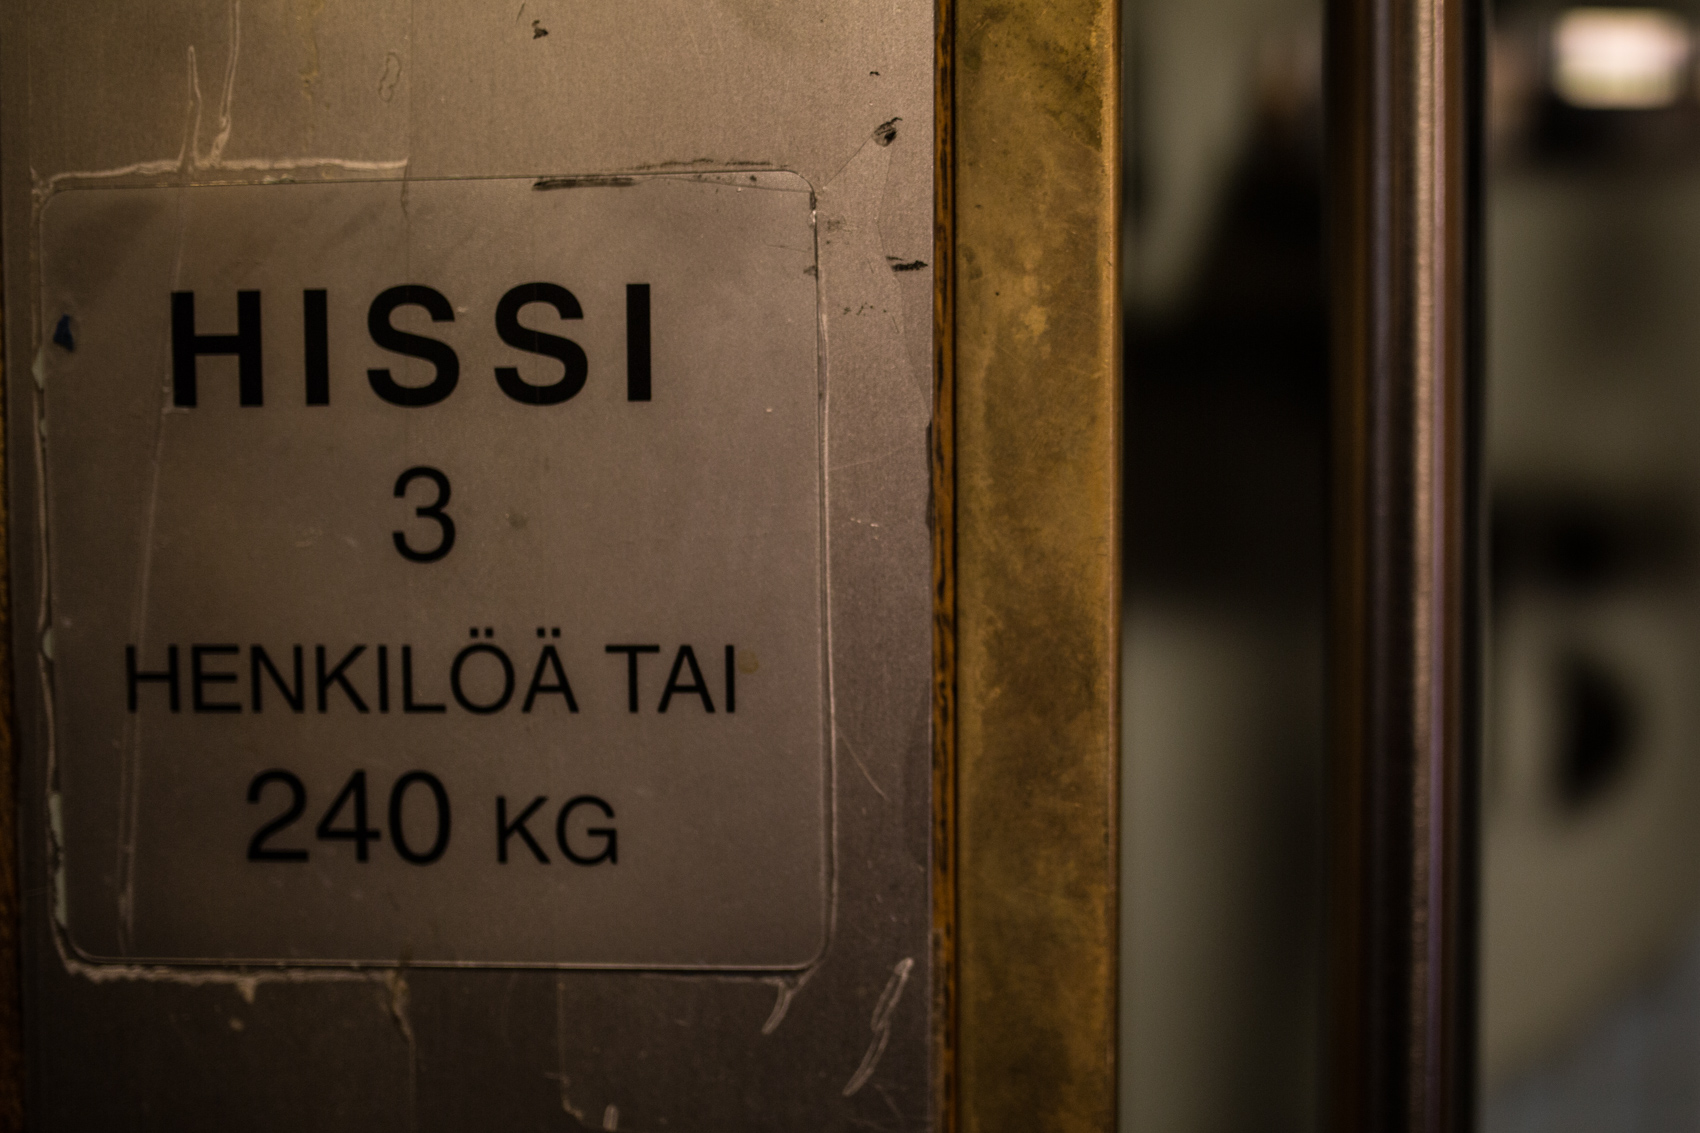 HISSI
3
HENKILÖÄ TAI
240 KG